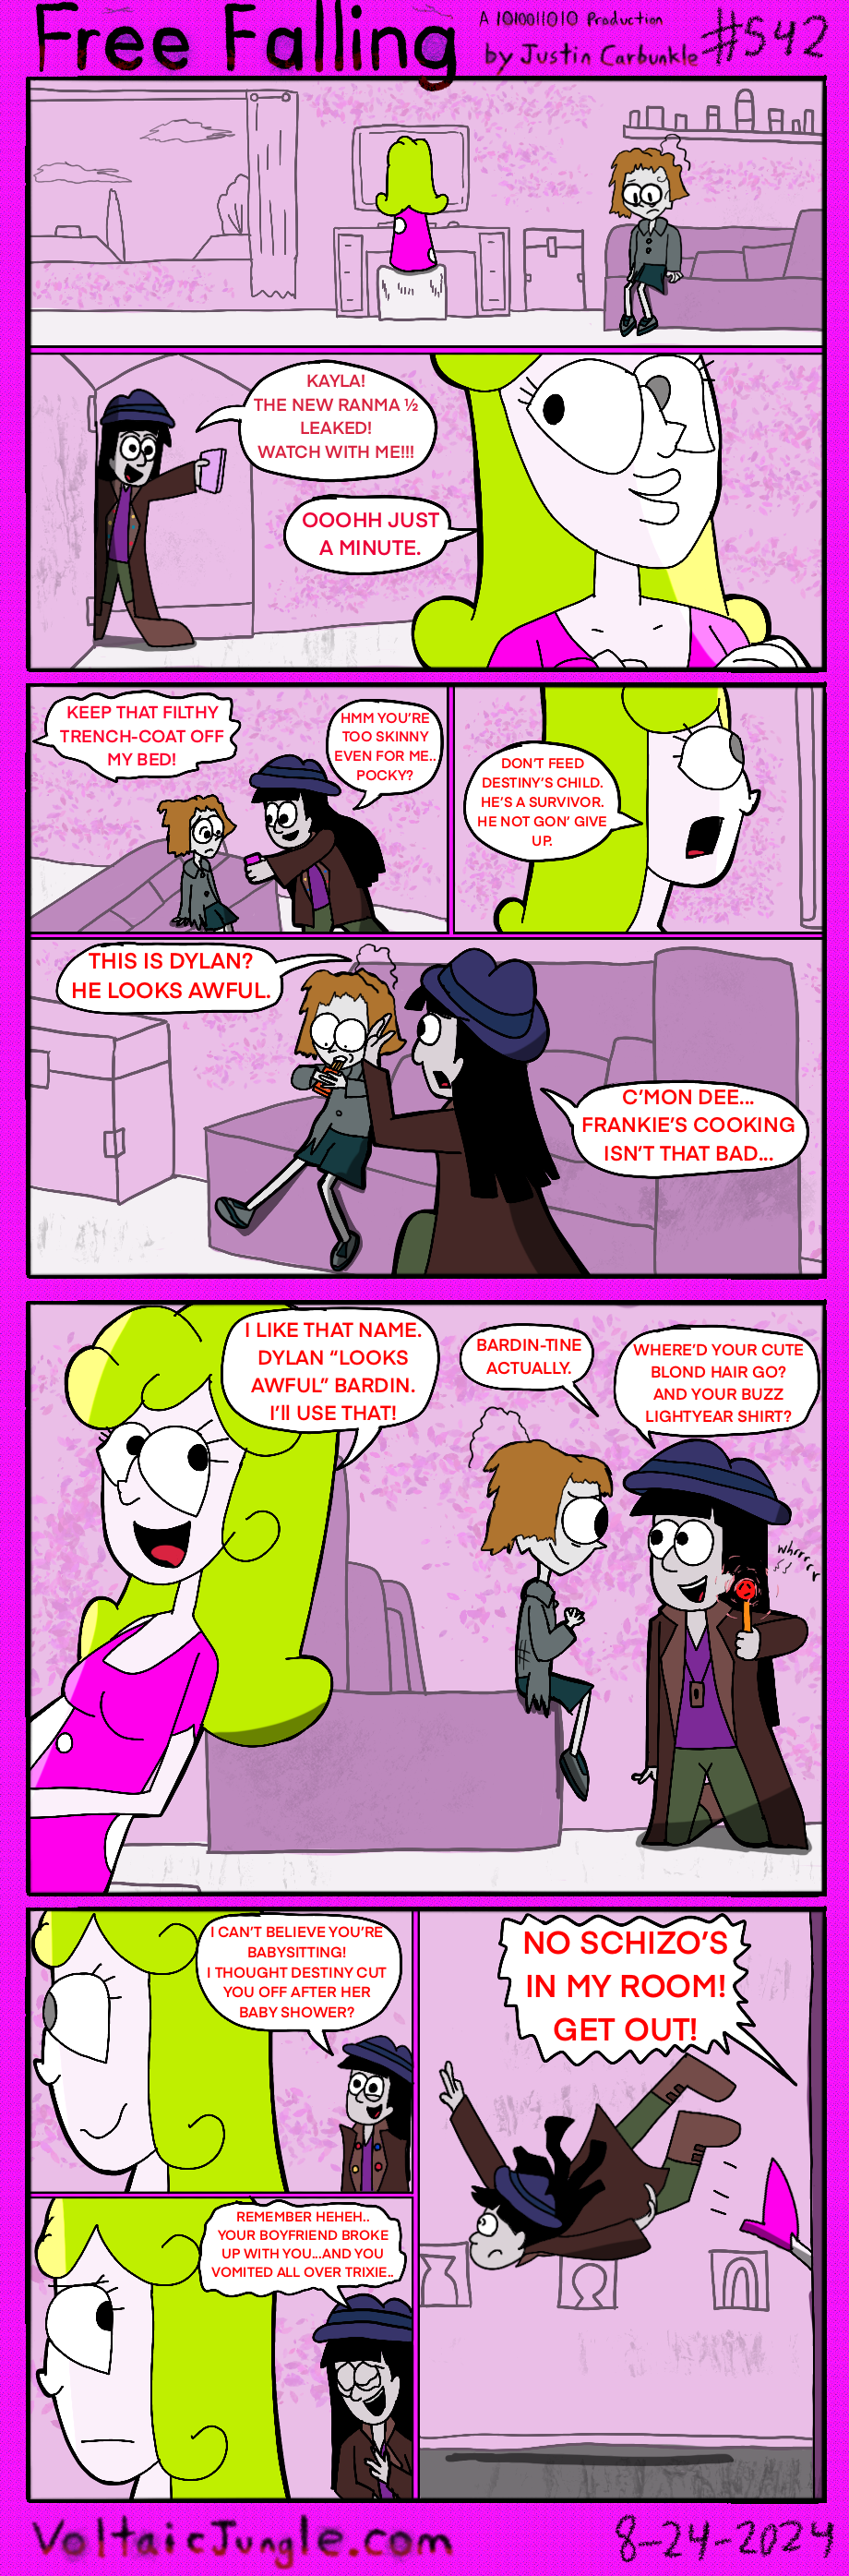 Free Falling
A 1010011010 Production
by Justin Carbunkle
#542
KAYLA!
THE NEW RANMA ½
LEAKED!
WATCH WITH ME!!!
OOOHH JUST
A MINUTE.
KEEP THAT FILTHY
TRENCH-COAT OFF
MY BED!
HMM YOU'RE
TOO SKINNY
EVEN FOR ME..
POCKY?
DON'T FEED
DESTINY'S CHILD.
HE'S A SURVIVOR.
HE NOT GON' GIVE
UP.
THIS IS DYLAN?
HE LOOKS AWFUL.
C'MON DEE...
FRANKIE'S COOKING
ISN'T THAT BAD...
I LIKE THAT NAME.
DYLAN "LOOKS
AWFUL" BARDIN.
I'll USE THAT!
BARDIN-TINE
ACTUALLY.
WHERE'D YOUR CUTE
BLOND HAIR GO?
AND YOUR BUZZ
LIGHTYEAR SHIRT?
whrrrrr
I CAN'T BELIEVE YOU'RE
BABYSITTING!
I THOUGHT DESTINY CUT
YOU OFF AFTER HER
BABY SHOWER?
REMEMBER HEHEH..
YOUR BOYFRIEND BROKE
UP WITH YOU...AND YOU
VOMITED ALL OVER TRIXIE..
NO SCHIZO'S
IN MY ROOM!
GET OUT!
VoltaicJungle.com
8-24-2024